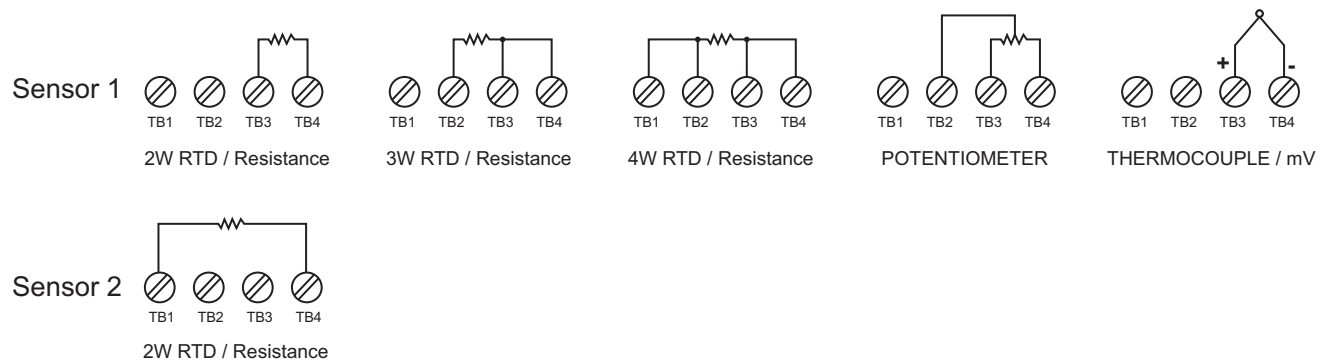 + -
Sensor 1
TB1 TB2 TB3 TB4 TB1 TB2 TB3 TB4 TB1 TB2 TB3 TB4 TB1 TB2 TB3 TB4 TB1 TB2 TB3 TB4
2W RTD / Resistance 3W RTD / Resistance 4W RTD / Resistance POTENTIOMETER THERMOCOUPLE / mV
Sensor 2
TB1 TB2 TB3 TB4
2W RTD / Resistance